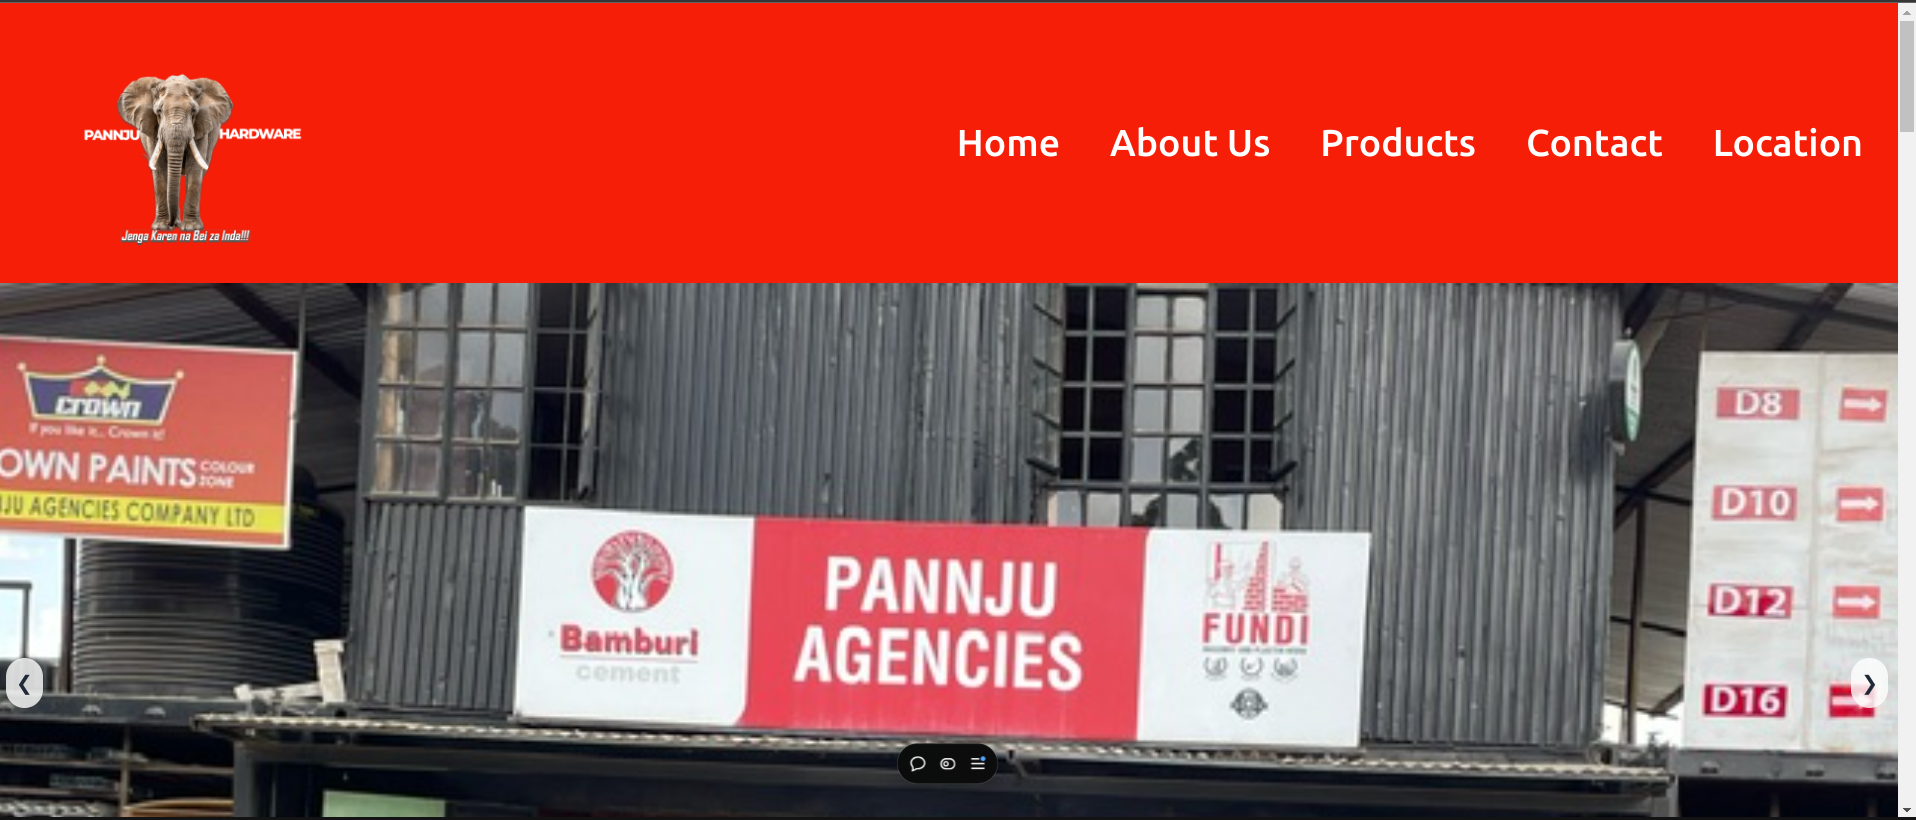 PANNJU HARDWARE
Jenga Karen na Bei za Inda!!!
Home About Us Products Contact Location
crown
If you like it... Crown it!
OWN PAINTS COLOUR ZONE
JU AGENCIES COMPANY LTD
Bamburi
cement
PANNJU
AGENCIES
FUNDI
D8
D10
D12
D16